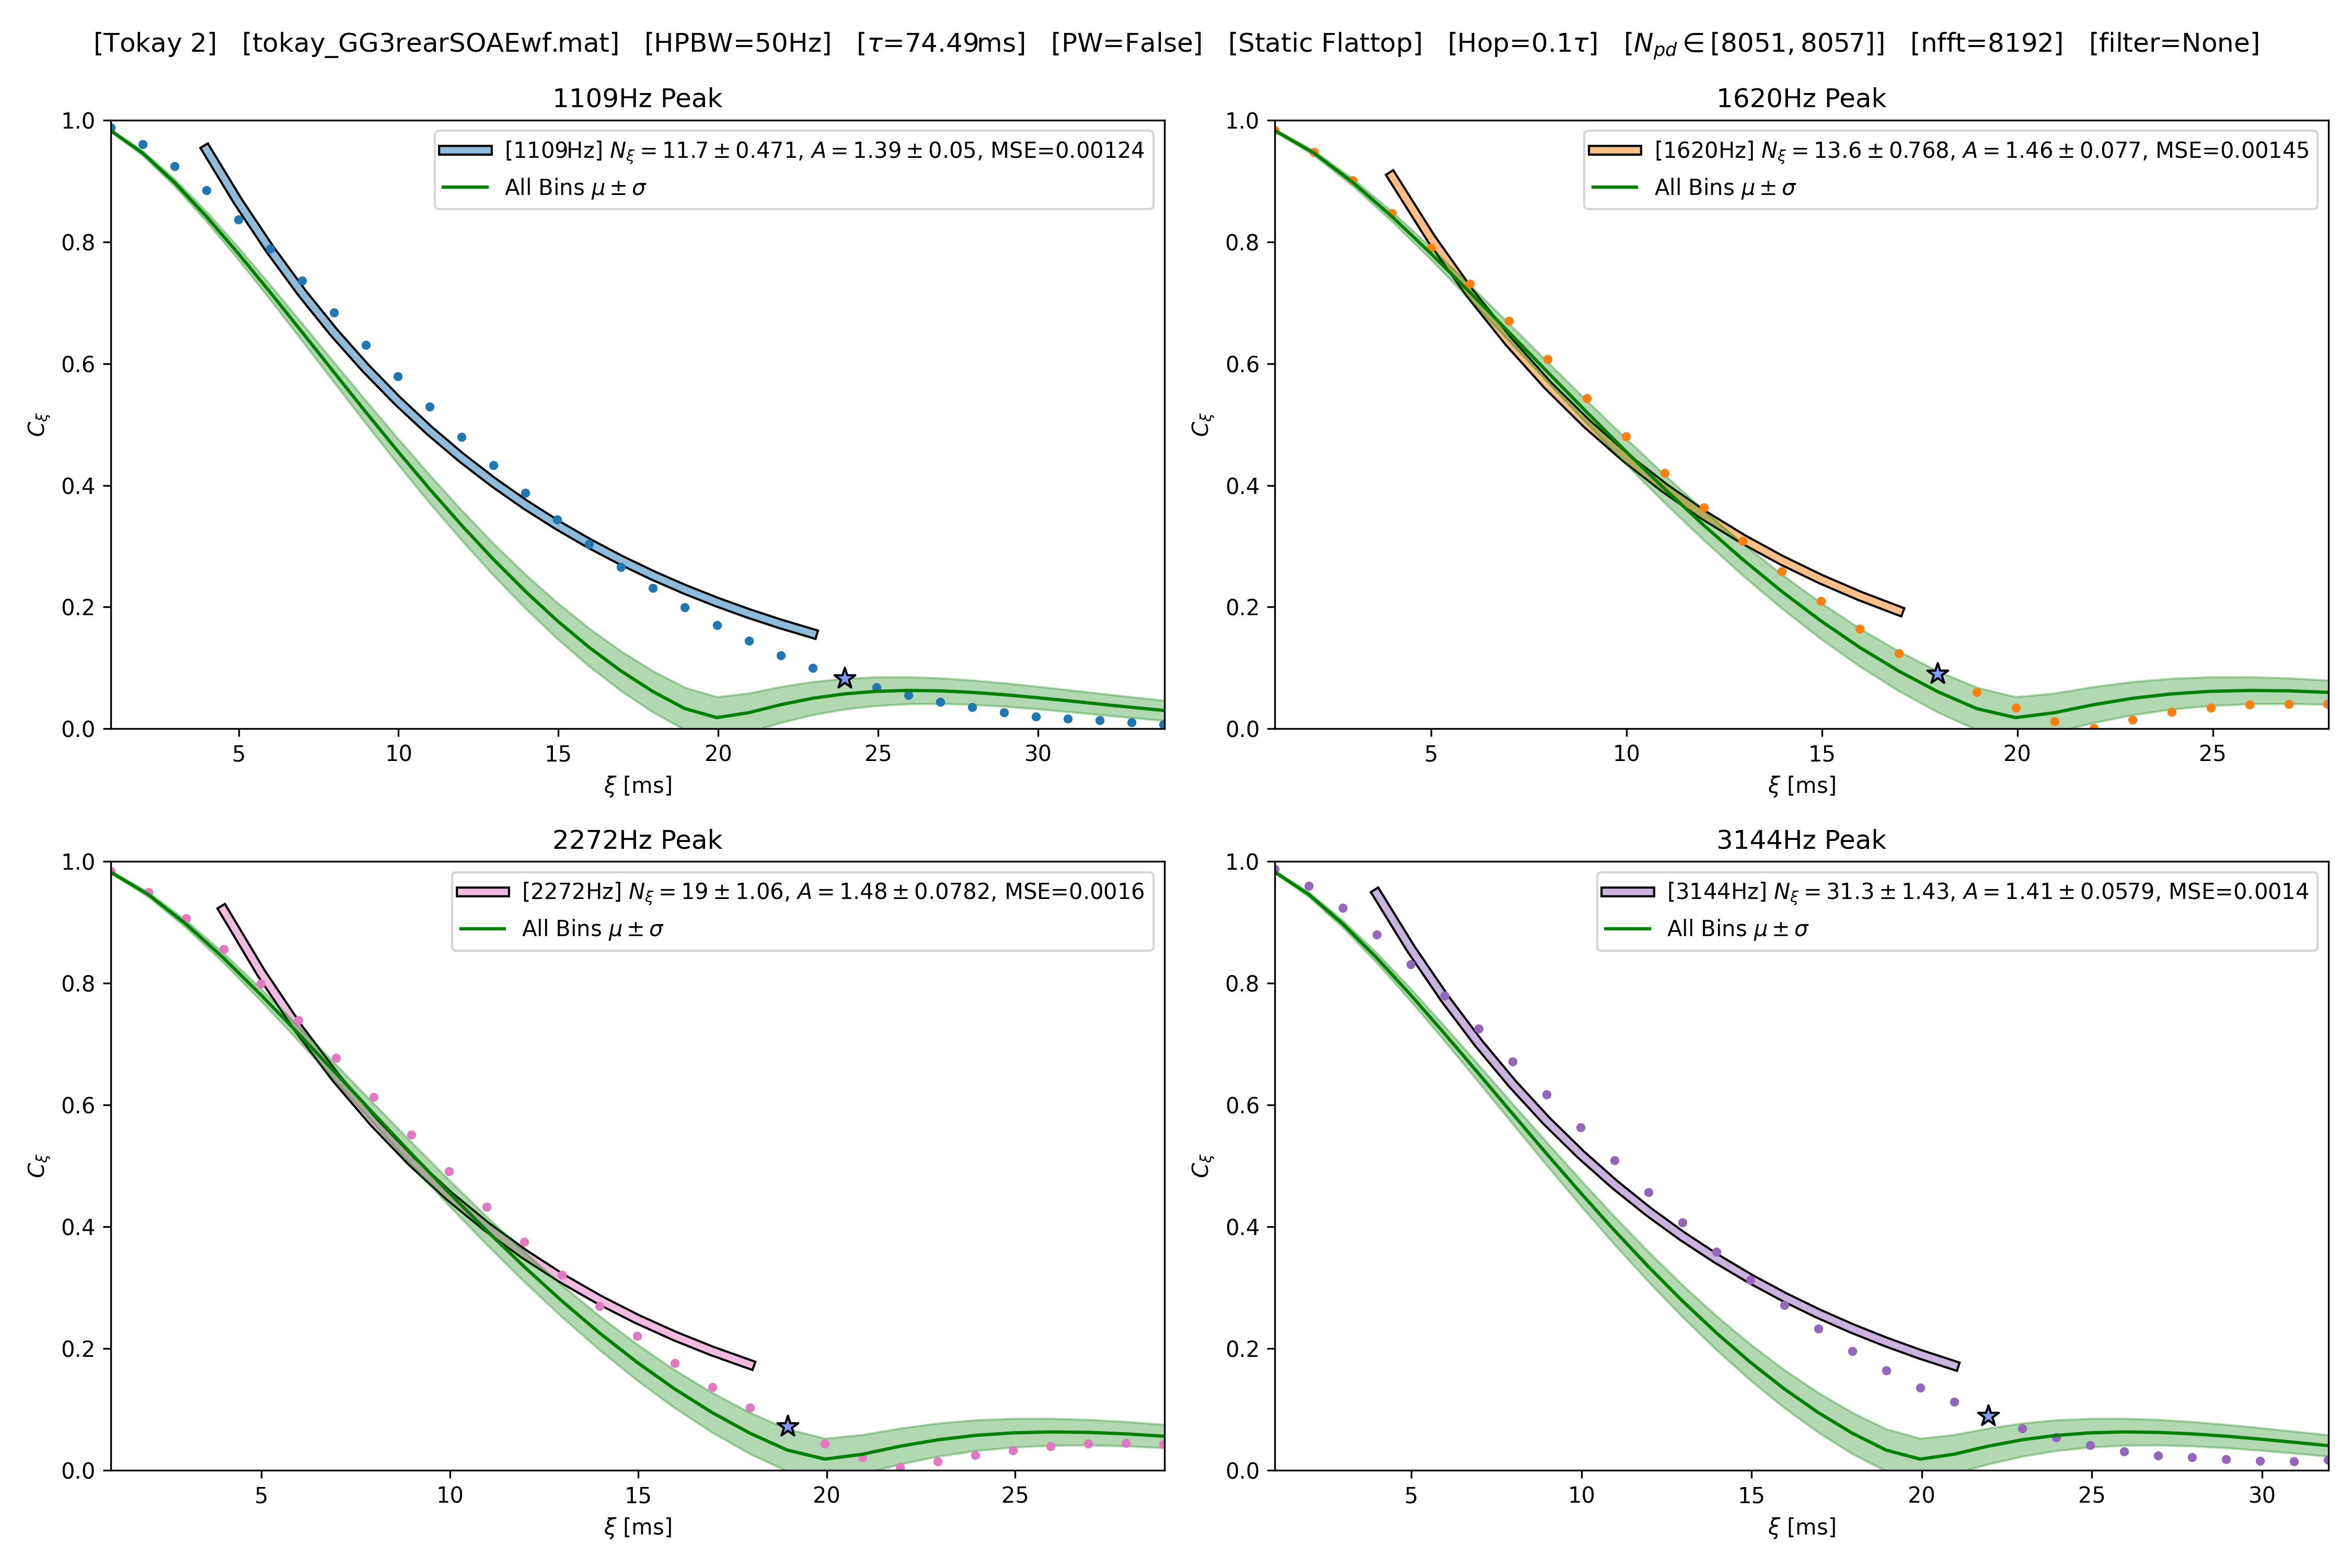 [Tokay 2] [tokay_GG3rearSOAEwf.mat] [HPBW=50Hz] [τ=74.49ms] [PW=False] [Static Flattop] [Hop=0.1τ] [N_{pd} ∈ [8051, 8057]] [nfft=8192] [filter=None]
1109Hz Peak
[1109Hz] N_ξ = 11.7 ± 0.471, A = 1.39 ± 0.05, MSE=0.00124
All Bins μ ± σ
1.0
0.8
0.6
0.4
0.2
0.0
C_ξ
5 10 15 20 25 30
ξ [ms]
1620Hz Peak
[1620Hz] N_ξ = 13.6 ± 0.768, A = 1.46 ± 0.077, MSE=0.00145
All Bins μ ± σ
1.0
0.8
0.6
0.4
0.2
0.0
C_ξ
5 10 15 20 25
ξ [ms]
2272Hz Peak
[2272Hz] N_ξ = 19 ± 1.06, A = 1.48 ± 0.0782, MSE=0.0016
All Bins μ ± σ
1.0
0.8
0.6
0.4
0.2
0.0
C_ξ
5 10 15 20 25
ξ [ms]
3144Hz Peak
[3144Hz] N_ξ = 31.3 ± 1.43, A = 1.41 ± 0.0579, MSE=0.0014
All Bins μ ± σ
1.0
0.8
0.6
0.4
0.2
0.0
C_ξ
5 10 15 20 25 30
ξ [ms]